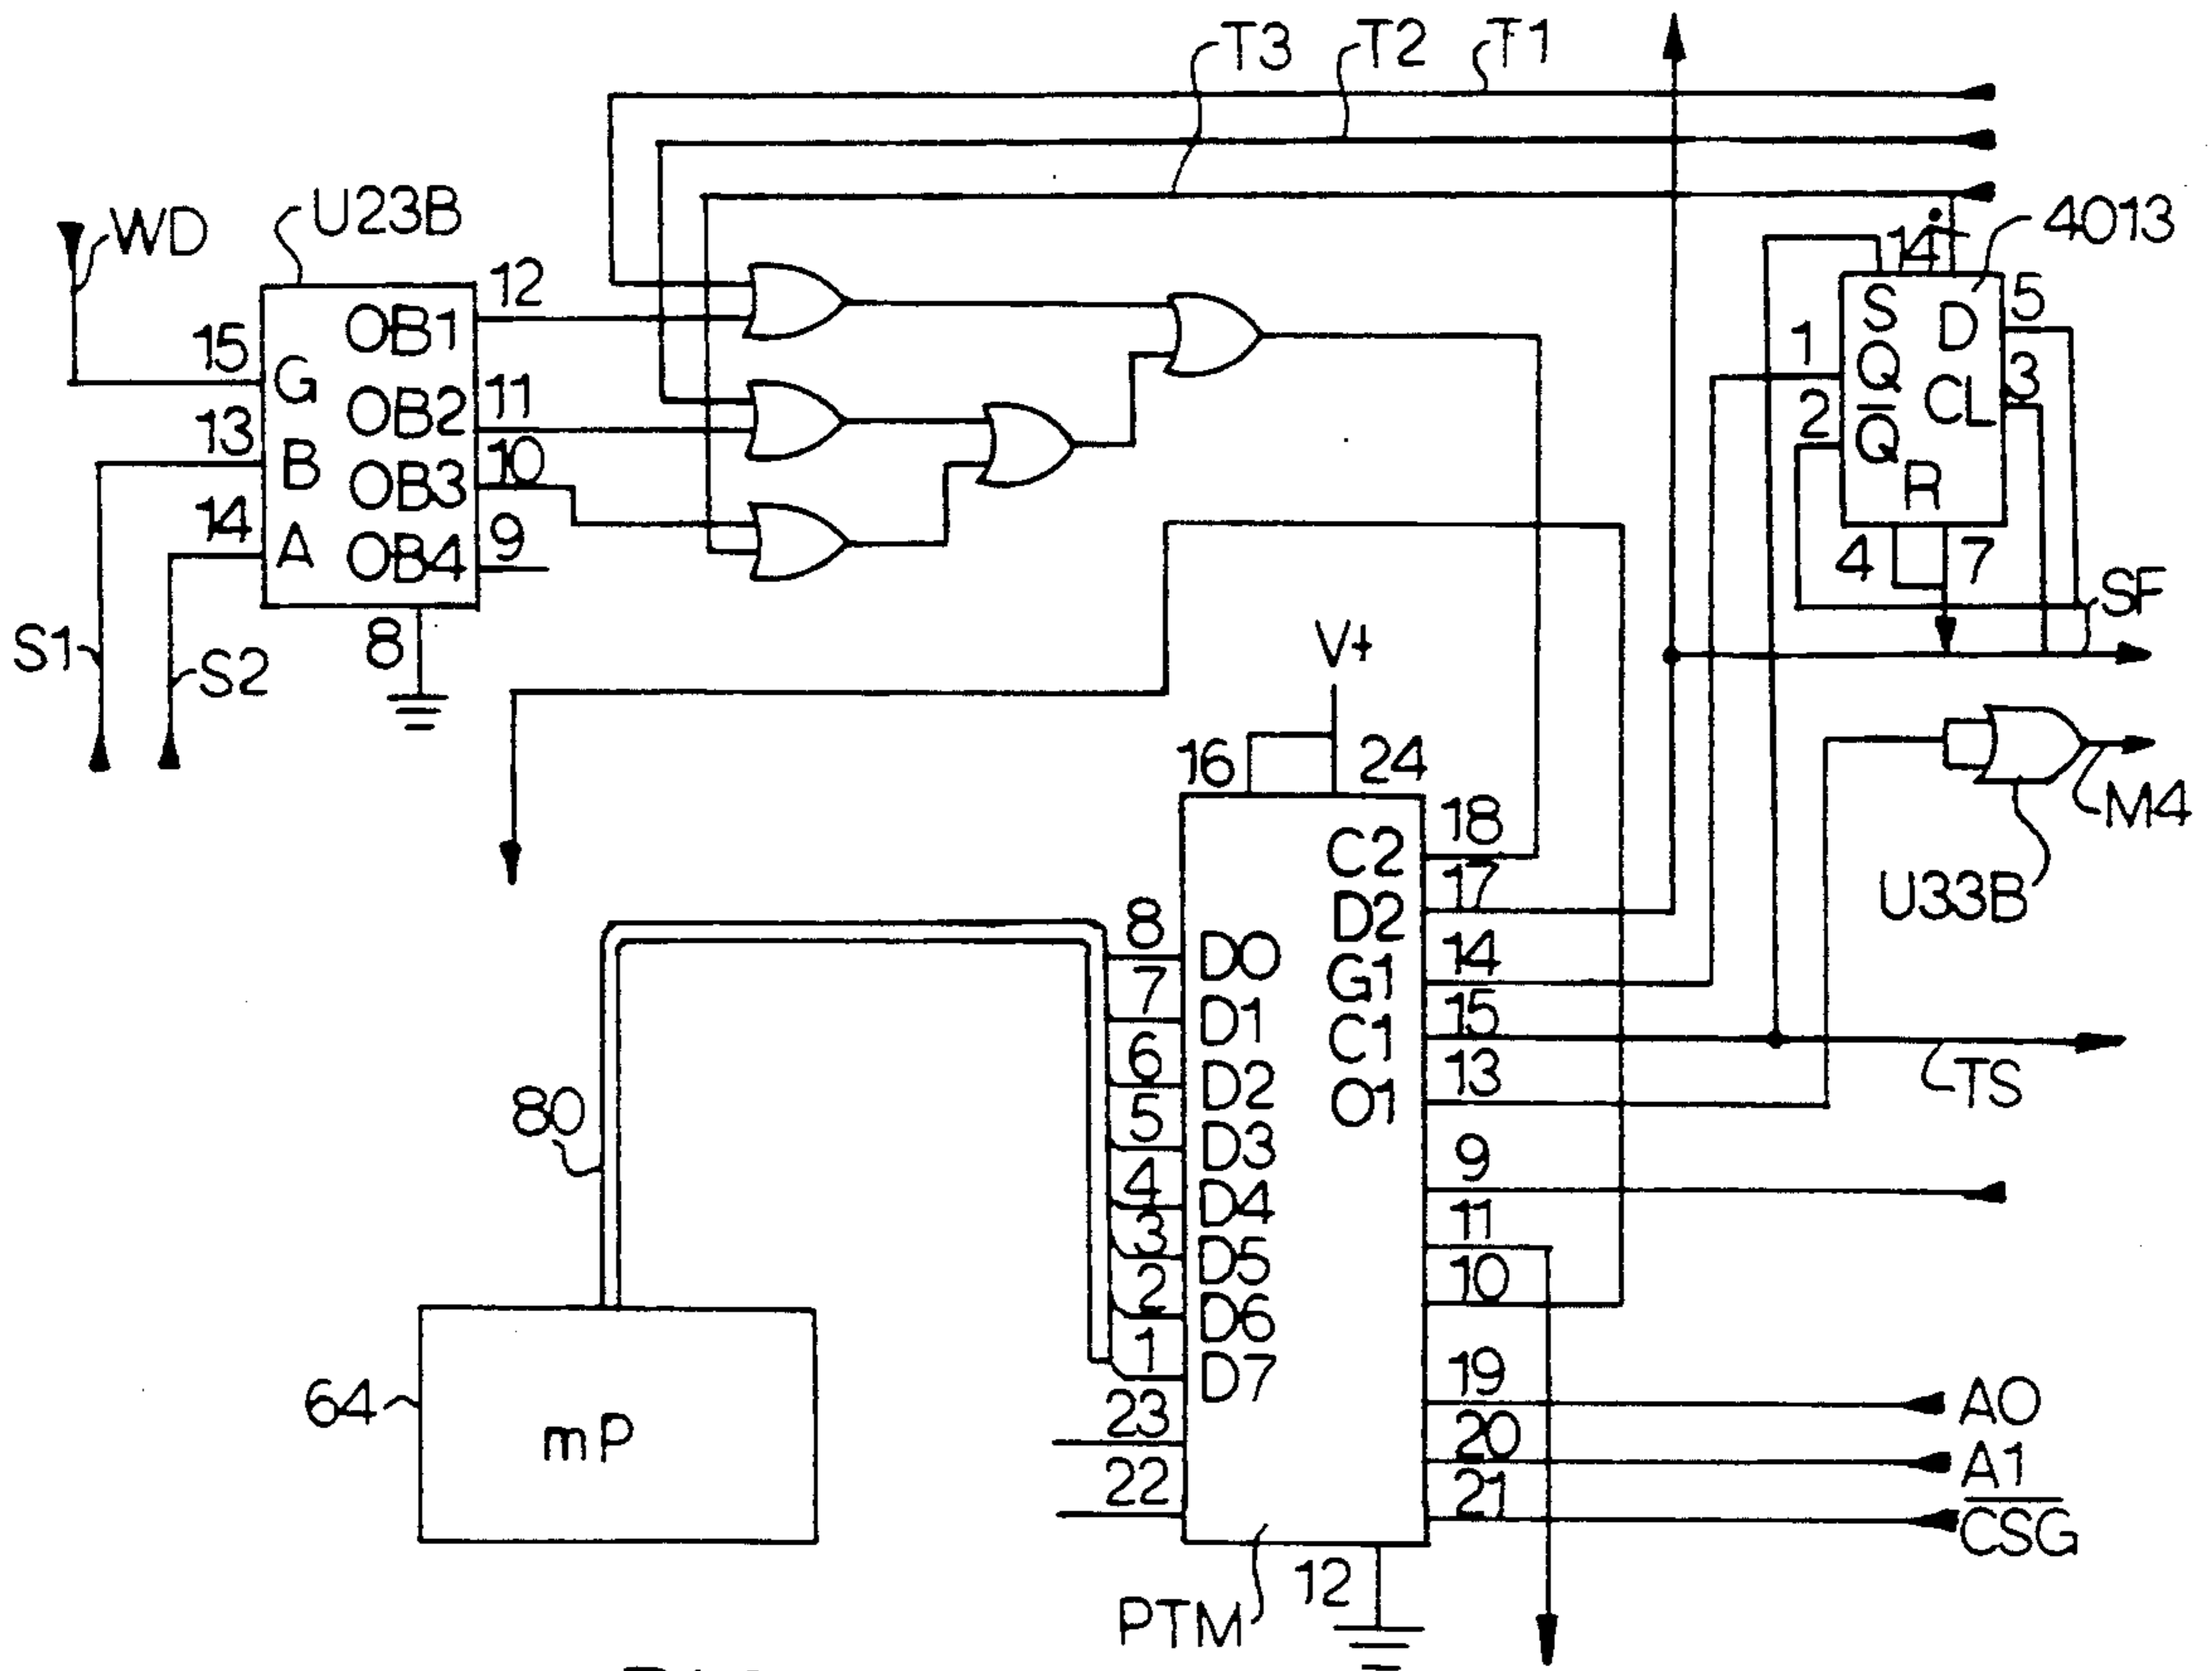 T3
T2
T1
WD
U23B
4013
12
15
OB1
G
OB2
11
13
B
OB3
10
14
A
OB4
9
8
S1
S2
14
S
D
5
1
Q
CL
3
2
Q̅
R
4
7
SF
V+
16
24
M4
U33B
18
C2
17
D2
14
G1
15
C1
13
O1
TS
9
11
10
19
A0
20
A1
21
C̅S̅G̅
8
D0
7
D1
6
D2
5
D3
4
D4
3
D5
2
D6
1
D7
23
22
80
64
mP
PTM
12